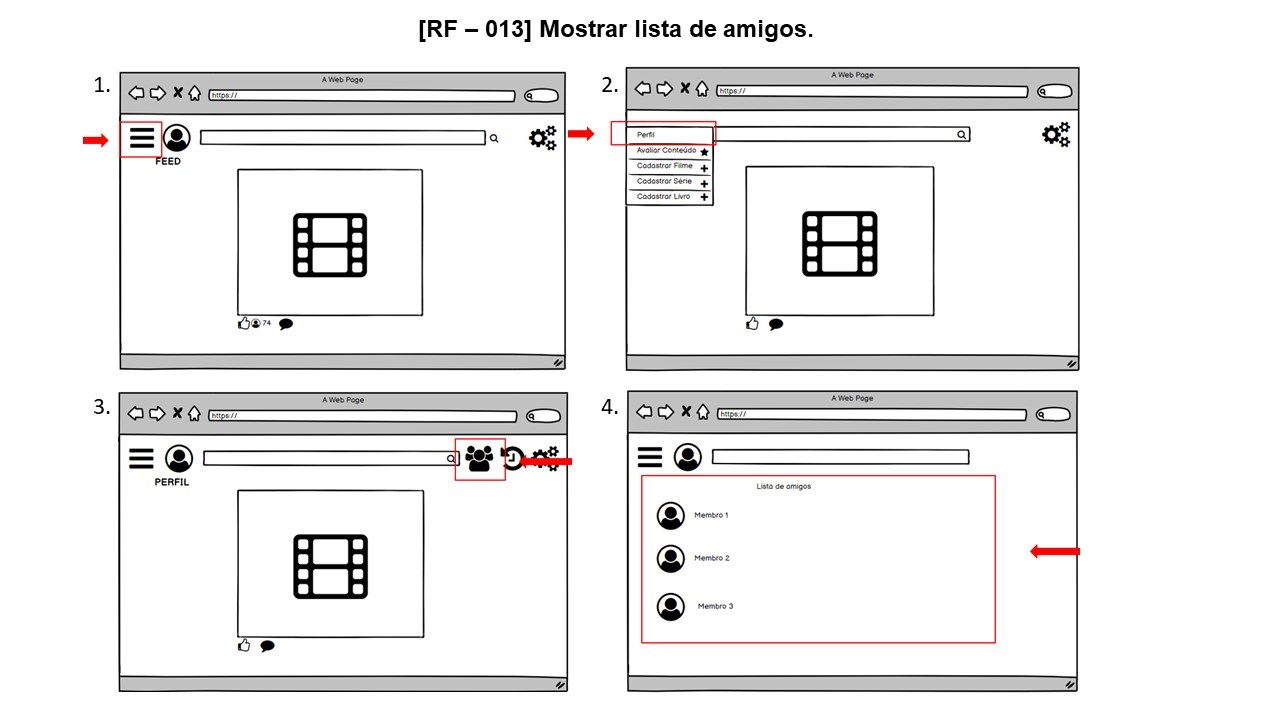 [RF – 013] Mostrar lista de amigos.
1.
A Web Page
https://
FEED
74
2.
A Web Page
https://
Perfil
Avaliar Conteúdo
Cadastrar Filme
Cadastrar Série
Cadastrar Livro
3.
A Web Page
https://
PERFIL
4.
A Web Page
https://
Lista de amigos
Membro 1
Membro 2
Membro 3